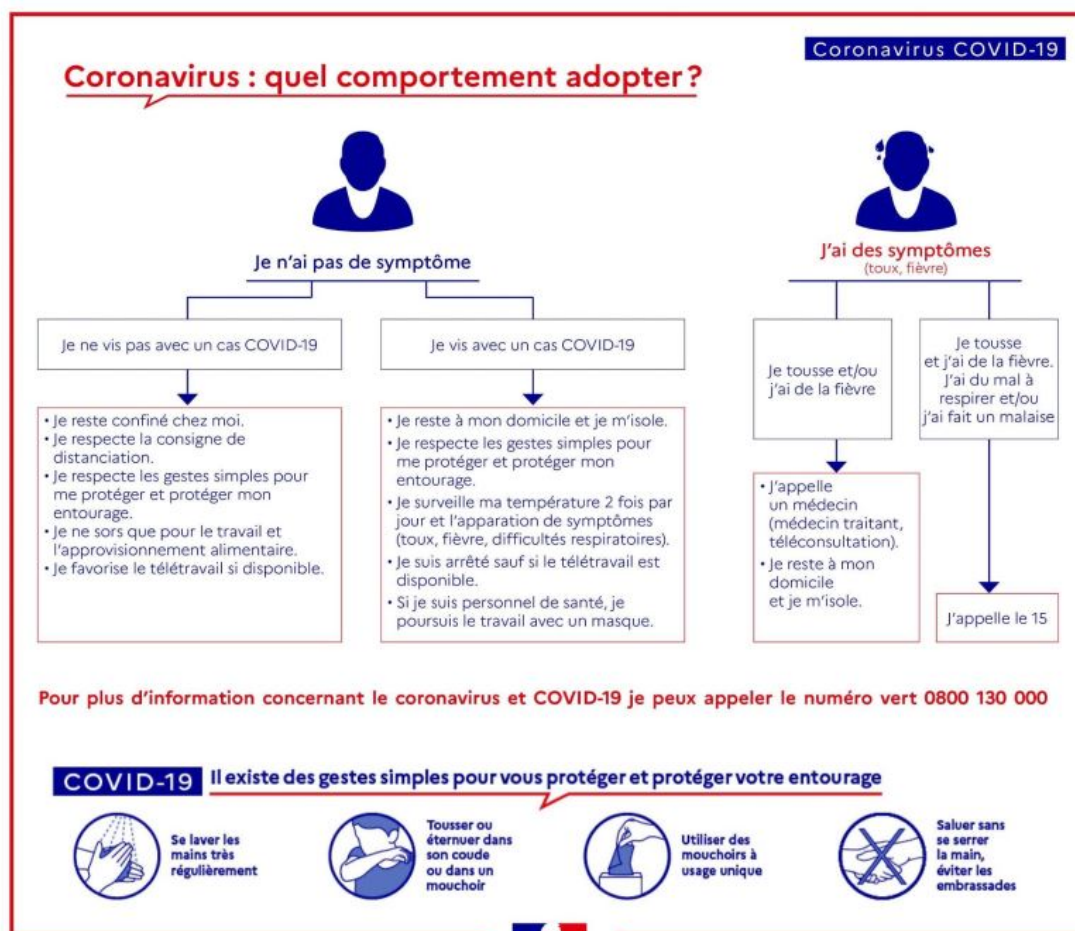 Coronavirus COVID-19
Coronavirus : quel comportement adopter ?
Je n'ai pas de symptôme
Je ne vis pas avec un cas COVID-19
• Je reste confiné chez moi.
• Je respecte la consigne de
distanciation.
• Je respecte les gestes simples pour
me protéger et protéger mon
entourage.
• Je ne sors que pour le travail et
l'approvisionnement alimentaire.
• Je favorise le télétravail si disponible.
Je vis avec un cas COVID-19
• Je reste à mon domicile et je m'isole.
• Je respecte les gestes simples pour
me protéger et protéger mon
entourage.
• Je surveille ma température 2 fois par
jour et l'apparation de symptômes
(toux, fièvre, difficultés respiratoires).
• Je suis arrêté sauf si le télétravail est
disponible.
• Si je suis personnel de santé, je
poursuis le travail avec un masque.
J'ai des symptômes
(toux, fièvre)
Je tousse et/ou
j'ai de la fièvre
• J'appelle
un médecin
(médecin traitant,
téléconsultation).
• Je reste à mon
domicile
et je m'isole.
Je tousse
et j'ai de la fièvre.
J'ai du mal à
respirer et/ou
j'ai fait un malaise
J'appelle le 15
Pour plus d'information concernant le coronavirus et COVID-19 je peux appeler le numéro vert 0800 130 000
COVID-19 Il existe des gestes simples pour vous protéger et protéger votre entourage
Se laver les
mains très
régulièrement
Tousser ou
éternuer dans
son coude
ou dans un
mouchoir
Utiliser des
mouchoirs à
usage unique
Saluer sans
se serrer
la main,
éviter les
embrassades